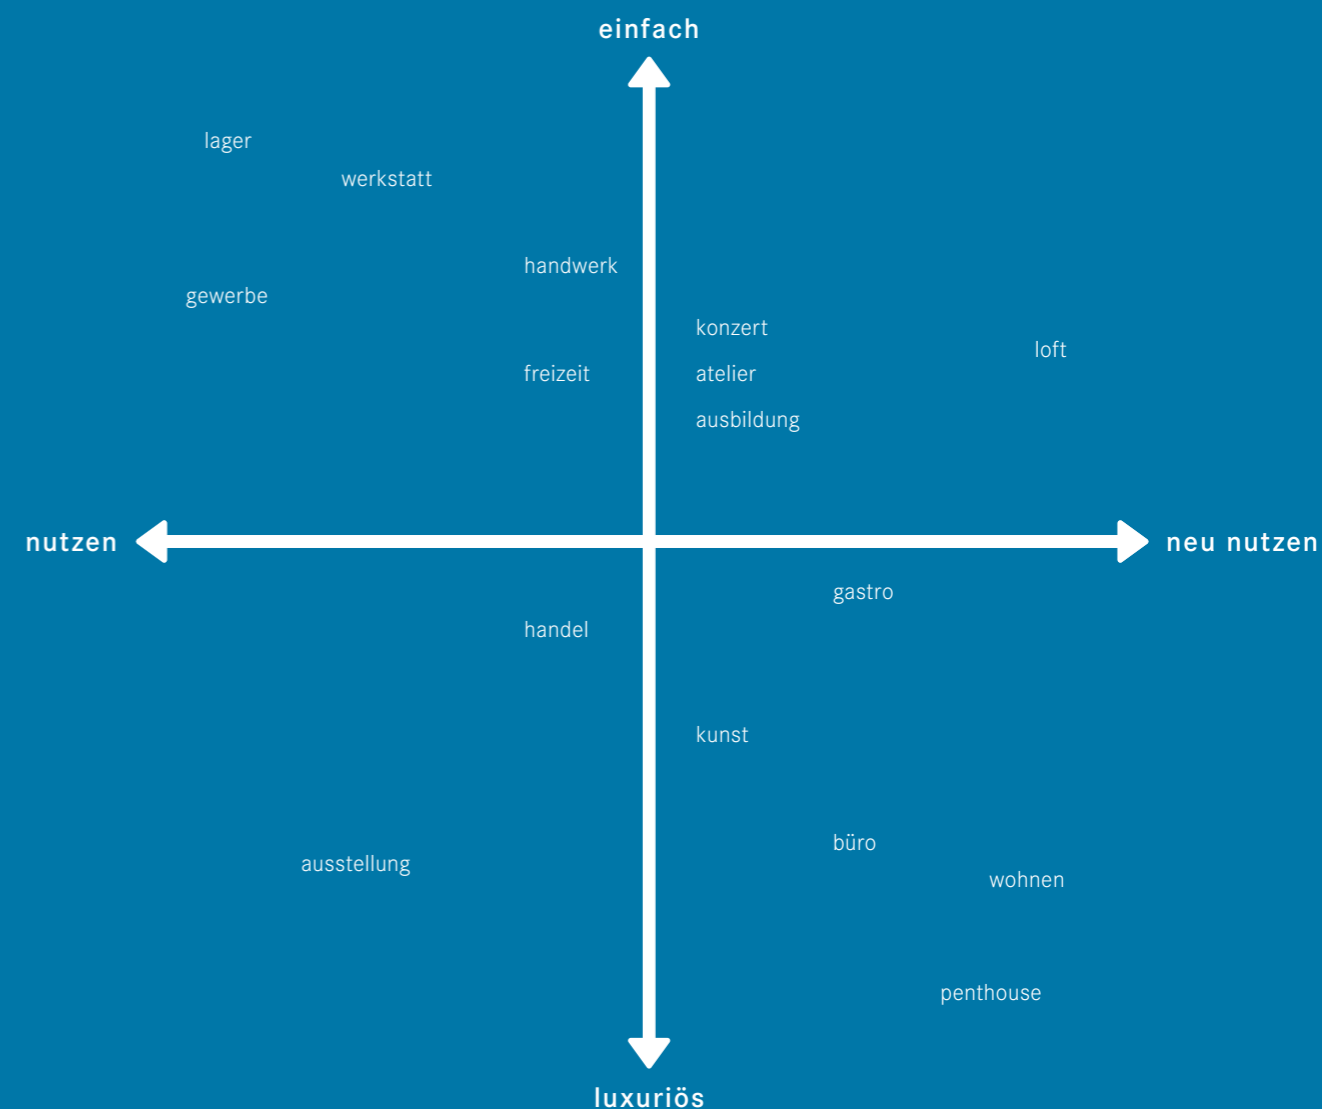 einfach
lager
werkstatt
handwerk
gewerbe
konzert
loft
freizeit
atelier
ausbildung
nutzen
neu nutzen
gastro
handel
kunst
büro
ausstellung
wohnen
penthouse
luxuriös